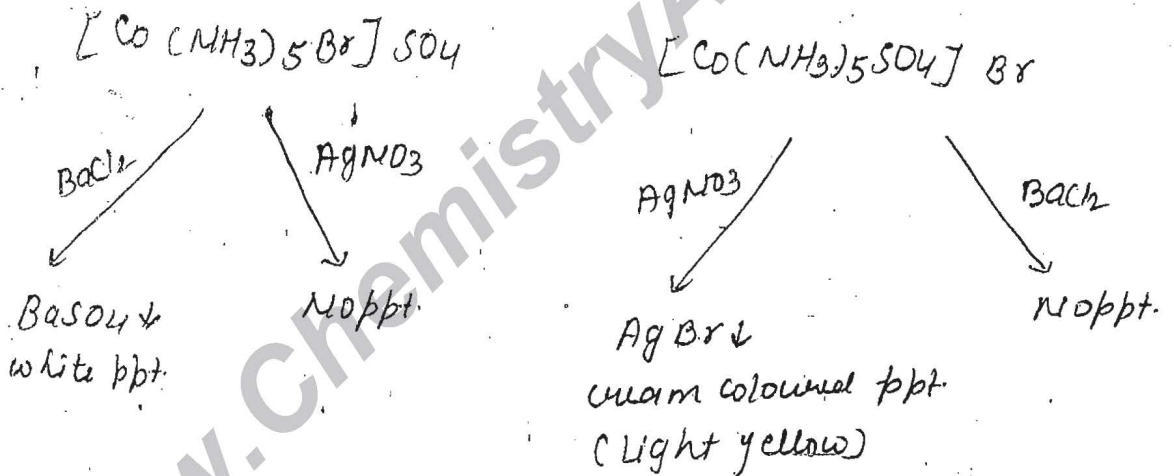 [Co(NH3)5Br]SO4
[Co(NH3)5SO4] Br
BaCl2
AgNO3
AgNO3
BaCl2
BaSO4↓
white ppt.
No ppt.
AgBr↓
cream coloured ppt.
(Light yellow)
No ppt.
w.ChemistryA